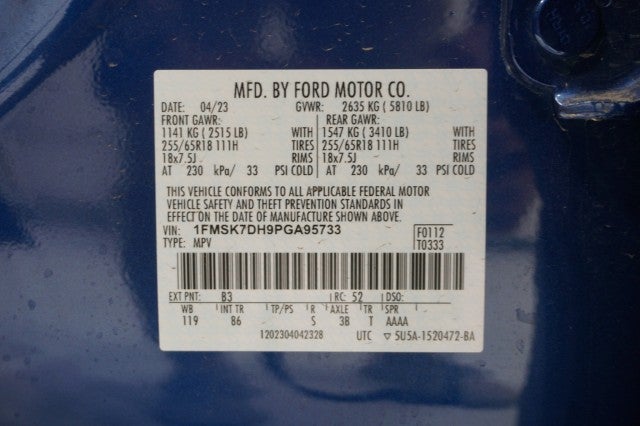 MFD. BY FORD MOTOR CO.
DATE: 04/23 GVWR: 2635 KG ( 5810 LB)
FRONT GAWR: REAR GAWR:
1141 KG ( 2515 LB) WITH 1547 KG ( 3410 LB) WITH
255/65R18 111H TIRES 255/65R18 111H TIRES
18x7.5J RIMS 18x7.5J RIMS
AT 230 kPa/ 33 PSI COLD AT 230 kPa/ 33 PSI COLD
THIS VEHICLE CONFORMS TO ALL APPLICABLE FEDERAL MOTOR
VEHICLE SAFETY AND THEFT PREVENTION STANDARDS IN
EFFECT ON THE DATE OF MANUFACTURE SHOWN ABOVE.
VIN: 1FMSK7DH9PGA95733 F0112
TYPE: MPV T0333
EXT PNT: B3 RC: 52 DSO:
WB INT TR TP/PS R AXLE TR SPR
119 86 S 3B T AAAA
1202304042328 UTC ▽ 5U5A-1520472-BA